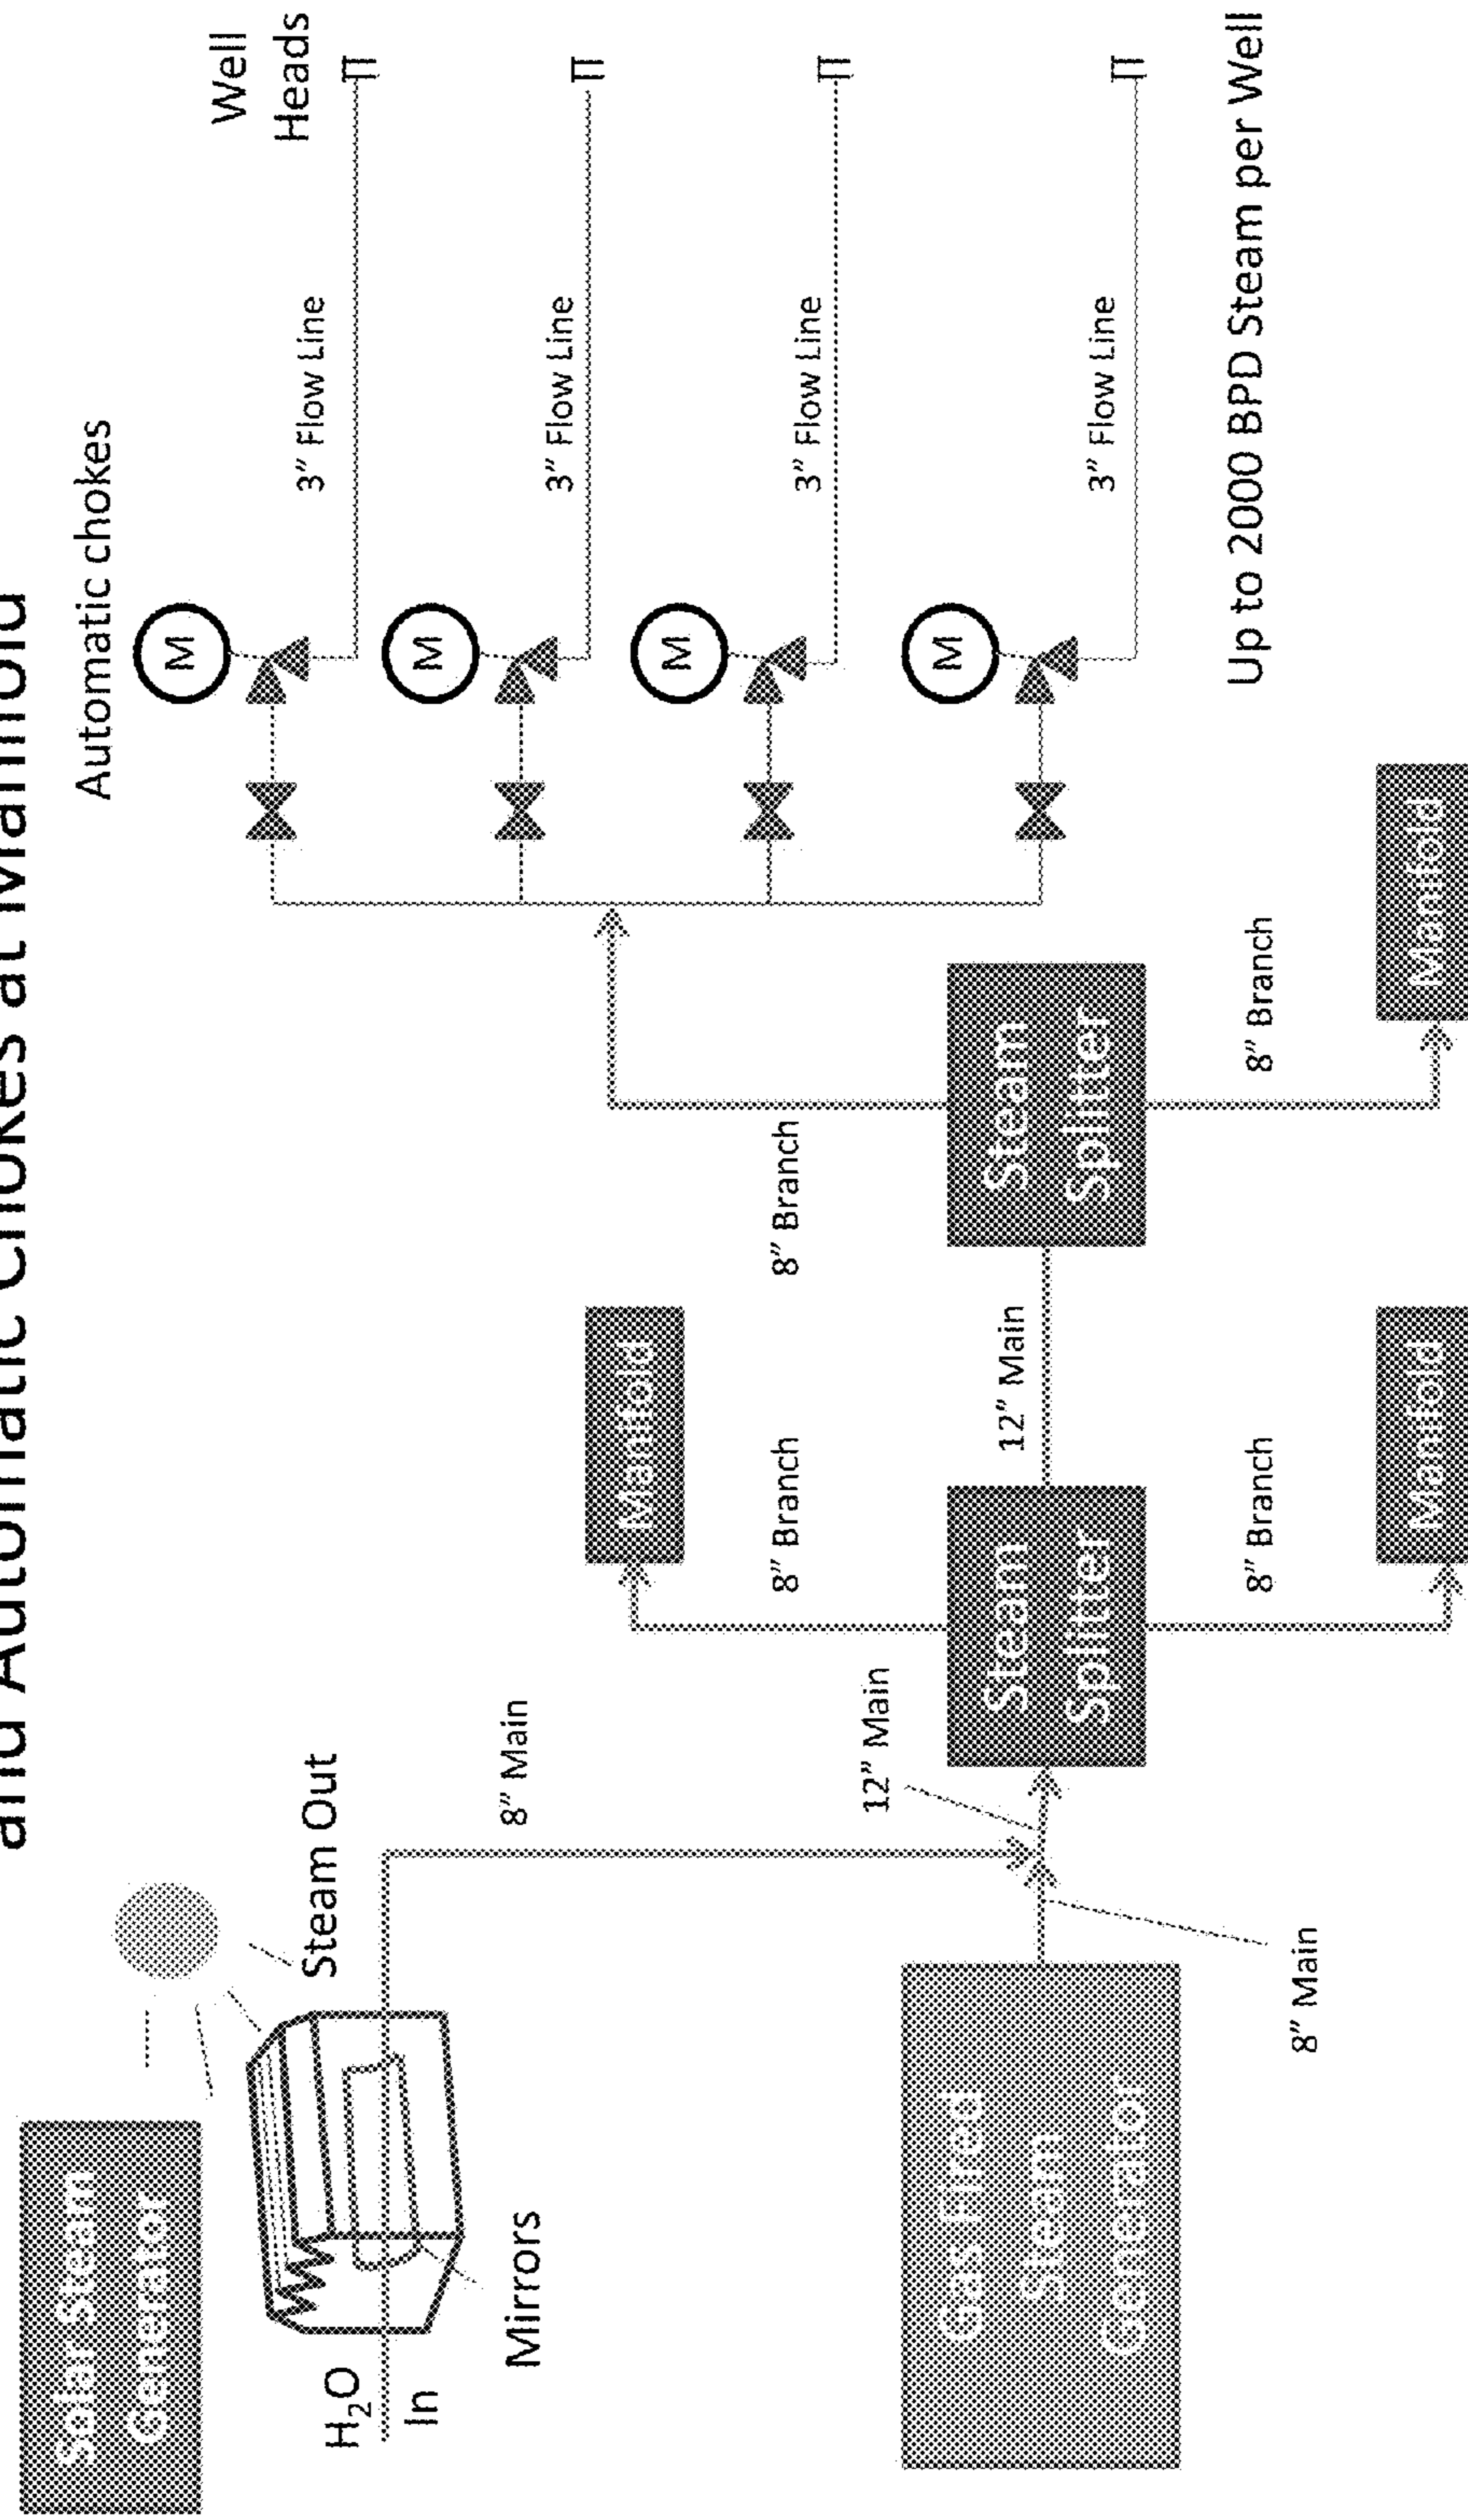 and Automatic Chokes at Manifold
Automatic chokes
Well
Heads
Solar Steam
Generator
Steam Out
H₂O
In
Mirrors
8” Main
M
M
M
M
3” Flow Line
3” Flow Line
3” Flow Line
3” Flow Line
Manifold
8” Branch
8” Branch
12” Main
12” Main
Gas Fired
Steam
Generator
8” Main
Steam
Splitter
Steam
Splitter
8” Branch
8” Branch
Manifold
Manifold
Up to 2000 BPD Steam per Well